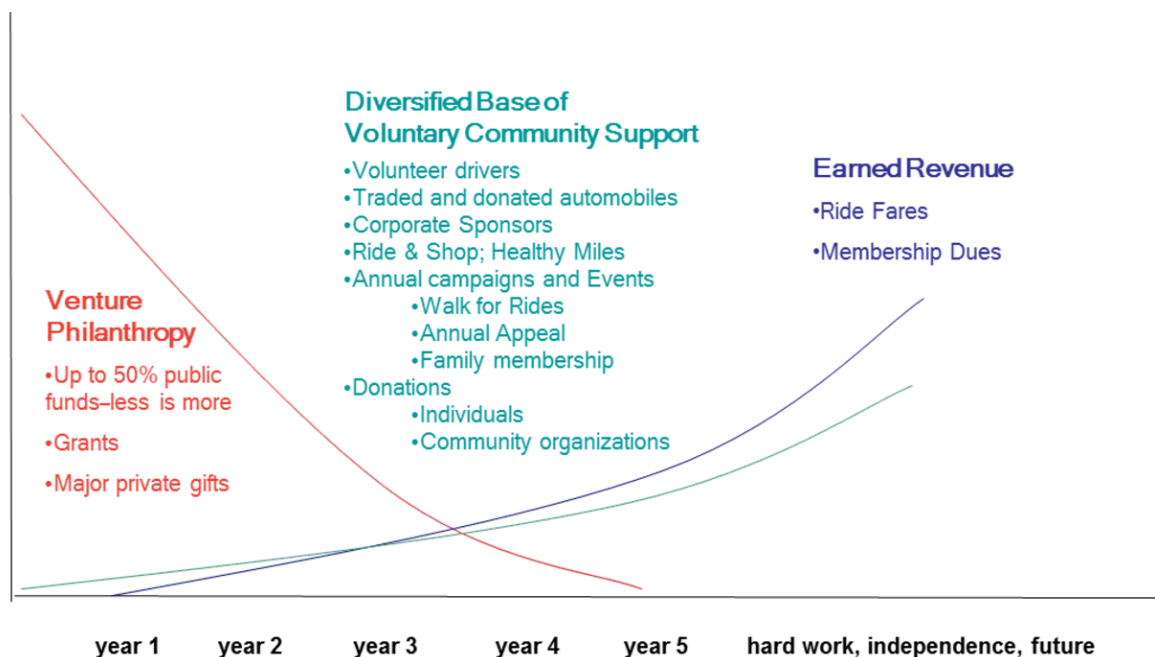 Diversified Base of
Voluntary Community Support
•Volunteer drivers
•Traded and donated automobiles
•Corporate Sponsors
•Ride & Shop; Healthy Miles
•Annual campaigns and Events
•Walk for Rides
•Annual Appeal
•Family membership
•Donations
•Individuals
•Community organizations
Earned Revenue
•Ride Fares
•Membership Dues
Venture
Philanthropy
•Up to 50% public
funds–less is more
•Grants
•Major private gifts
year 1 year 2 year 3 year 4 year 5 hard work, independence, future